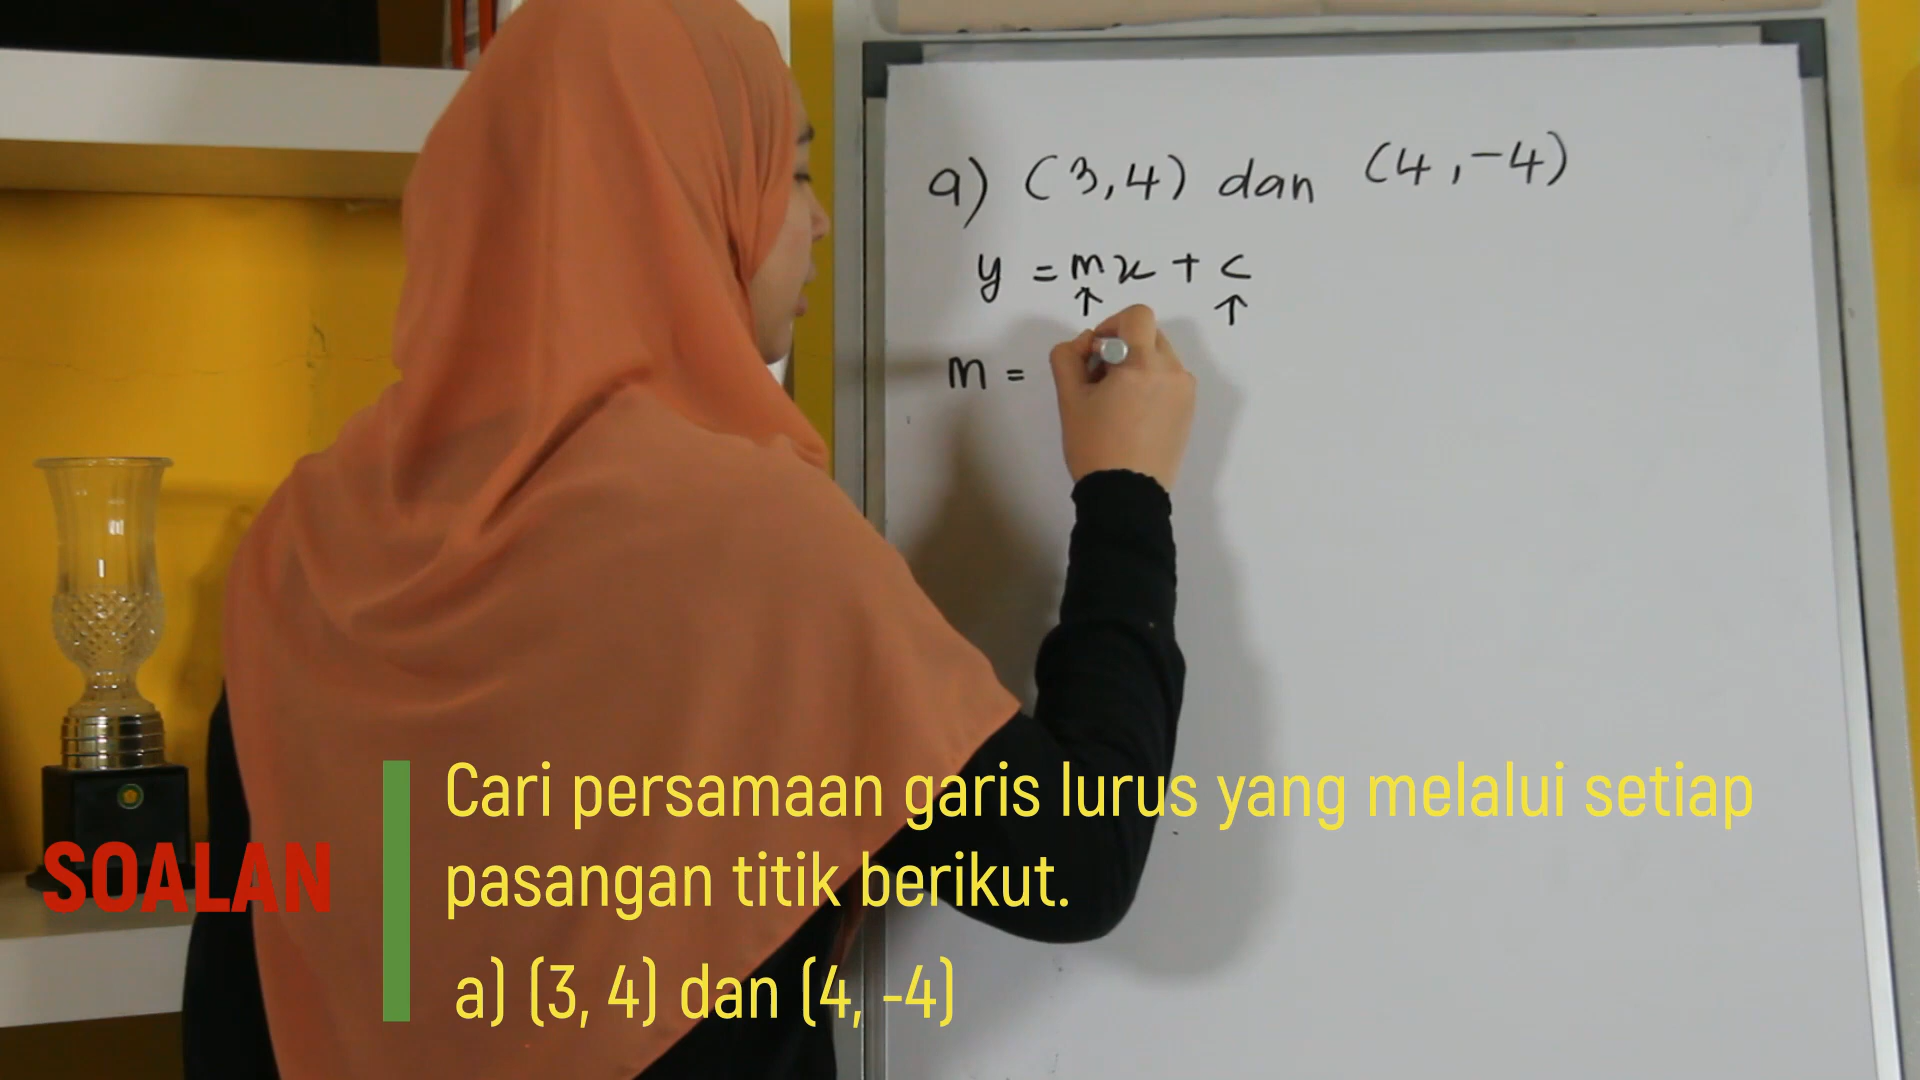 a) (3,4) dan (4,-4)
y = mx + c
↑ ↑
m =
SOALAN
Cari persamaan garis lurus yang melalui setiap
pasangan titik berikut.
a) (3, 4) dan (4, -4)